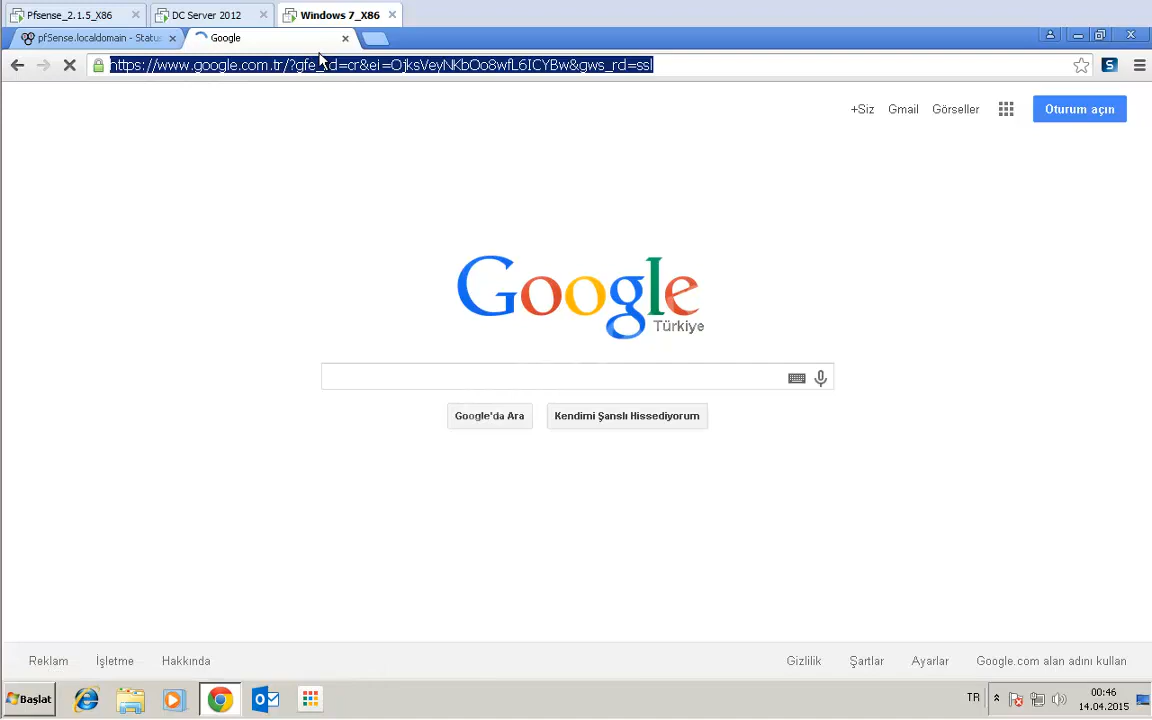 Pfsense_2.1.5_X86
DC Server 2012
Windows 7_X86
pfSense.localdomain - Statu
Google
https://www.google.com.tr/?gfe_rd=cr&ei=OjksVeyNKbOo8wfL6ICYBw&gws_rd=ssl
+Siz
Gmail
Görseller
Oturum açın
Google
Türkiye
Google'da Ara
Kendimi Şanslı Hissediyorum
Reklam
İşletme
Hakkında
Gizlilik
Şartlar
Ayarlar
Google.com alan adını kullan
Başlat
TR
00:46
14.04.2015